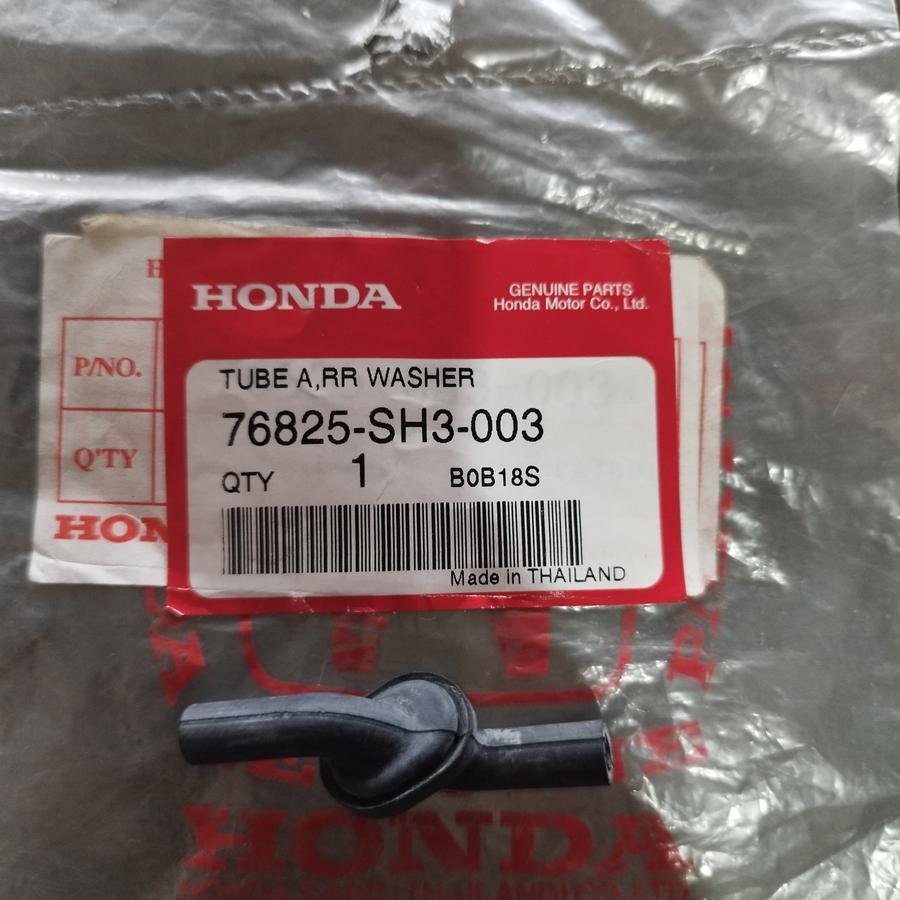 HONDA
GENUINE PARTS
Honda Motor Co., Ltd.
TUBE A,RR WASHER
76825-SH3-003
QTY 1 B0B18S
Made in THAILAND
P/NO.
Q'TY
HON
HONDA